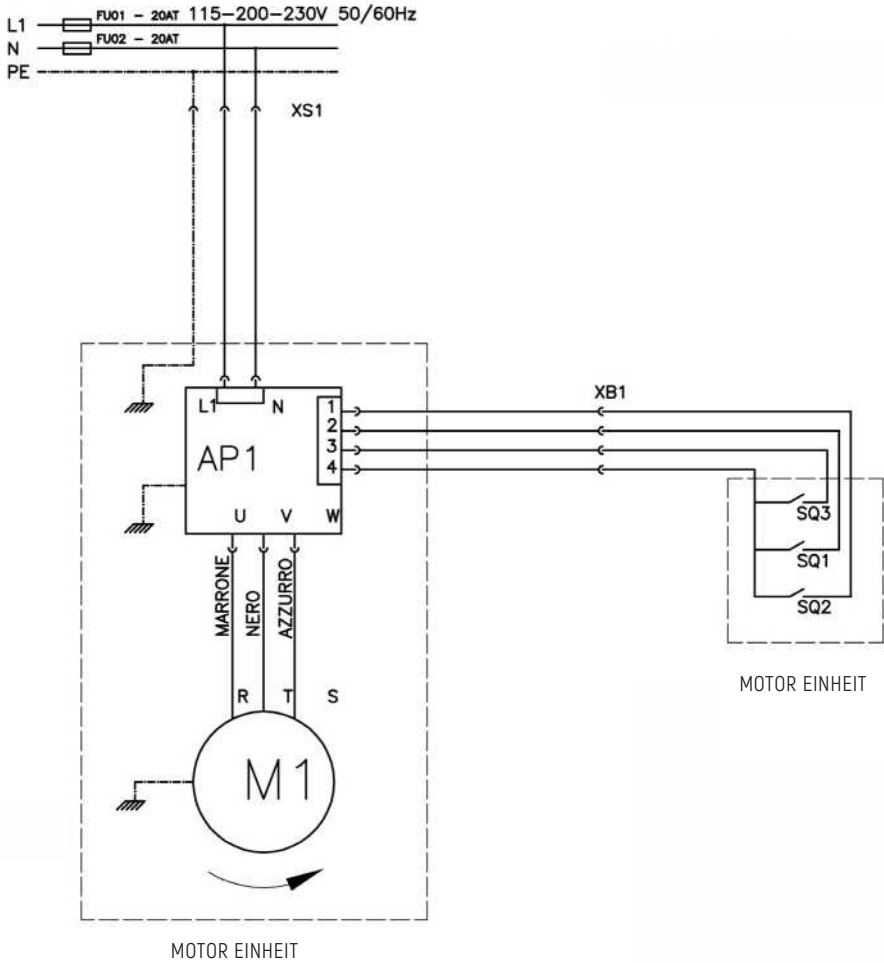 L1 FU01 - 20AT 115-200-230V 50/60Hz
N FU02 - 20AT
PE
XS1
XB1
L1 N 1
2
3
4
AP1
U V W
SQ3
SQ1
SQ2
MARRONE NERO AZZURRO
MOTOR EINHEIT
R T S
M1
MOTOR EINHEIT